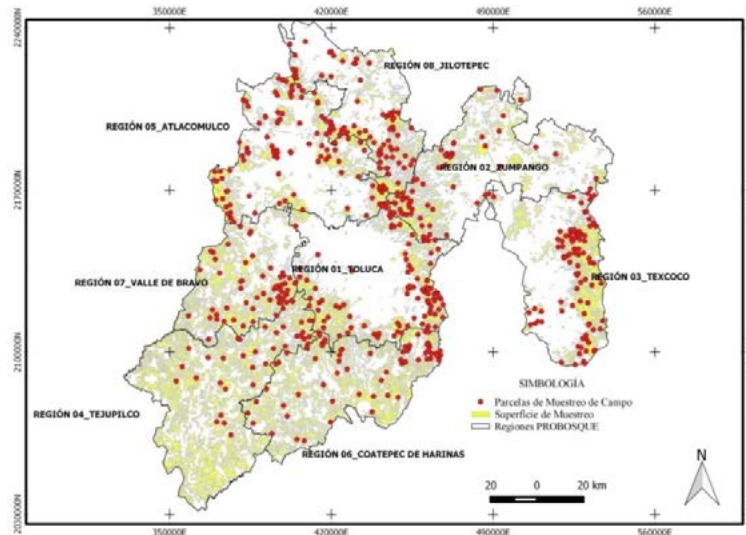 350000E 420000E 490000E 560000E
2240000N
REGIÓN 08_JILOTEPEC
REGIÓN 05_ATLACOMULCO
REGIÓN 02_ZUMPANGO
2170000N
REGIÓN 01_TOLUCA
REGIÓN 03_TEXCOCO
REGIÓN 07_VALLE DE BRAVO
2100000N
SIMBOLOGÍA
Parcelas de Muestreo de Campo
Superficie de Muestreo
Regiones PROBOSQUE
REGIÓN 04_TEJUPILCO
REGIÓN 06_COATEPEC DE HARINAS
N
20 0 20 km
2030000N
350000E 420000E 490000E 560000E